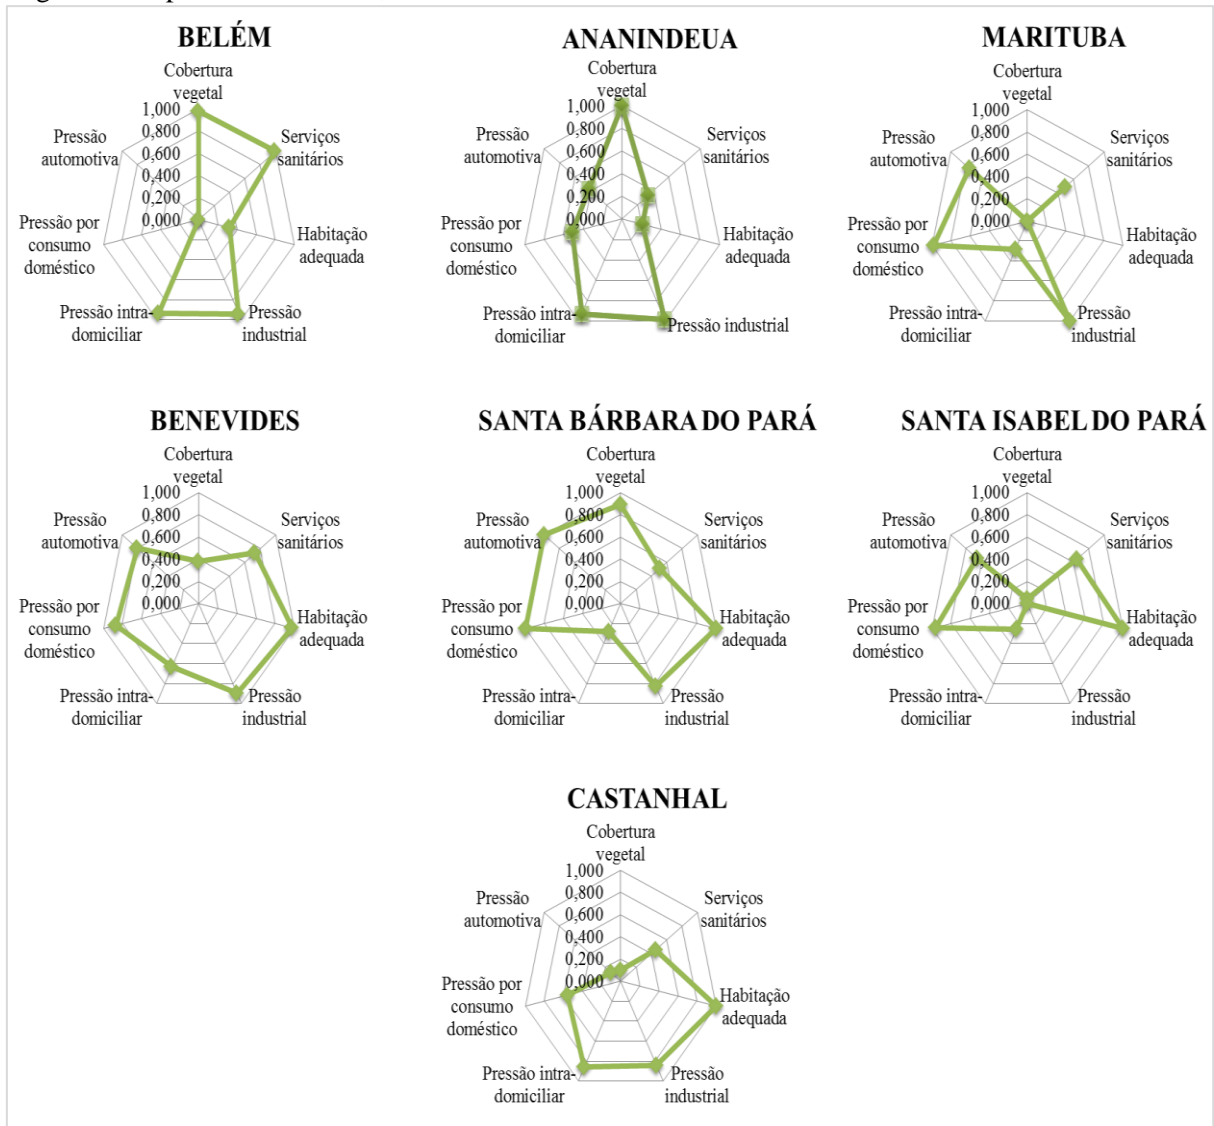 BELÉM
Cobertura
vegetal
1,000
0,800
0,600
0,400
0,200
0,000
Serviços
sanitários
Habitação
adequada
Pressão
industrial
Pressão intra-
domiciliar
Pressão por
consumo
doméstico
Pressão
automotiva
ANANINDEUA
Cobertura
vegetal
1,000
0,800
0,600
0,400
0,200
0,000
Serviços
sanitários
Habitação
adequada
Pressão industrial
Pressão intra-
domiciliar
Pressão por
consumo
doméstico
Pressão
automotiva
MARITUBA
Cobertura
vegetal
1,000
0,800
0,600
0,400
0,200
0,000
Serviços
sanitários
Habitação
adequada
Pressão
industrial
Pressão intra-
domiciliar
Pressão por
consumo
doméstico
Pressão
automotiva
BENEVIDES
Cobertura
vegetal
1,000
0,800
0,600
0,400
0,200
0,000
Serviços
sanitários
Habitação
adequada
Pressão
industrial
Pressão intra-
domiciliar
Pressão por
consumo
doméstico
Pressão
automotiva
SANTA BÁRBARA DO PARÁ
Cobertura
vegetal
1,000
0,800
0,600
0,400
0,200
0,000
Serviços
sanitários
Habitação
adequada
Pressão
industrial
Pressão intra-
domiciliar
Pressão por
consumo
doméstico
Pressão
automotiva
SANTA ISABEL DO PARÁ
Cobertura
vegetal
1,000
0,800
0,600
0,400
0,200
0,000
Serviços
sanitários
Habitação
adequada
Pressão
industrial
Pressão intra-
domiciliar
Pressão por
consumo
doméstico
Pressão
automotiva
CASTANHAL
Cobertura
vegetal
1,000
0,800
0,600
0,400
0,200
0,000
Serviços
sanitários
Habitação
adequada
Pressão
industrial
Pressão intra-
domiciliar
Pressão por
consumo
doméstico
Pressão
automotiva